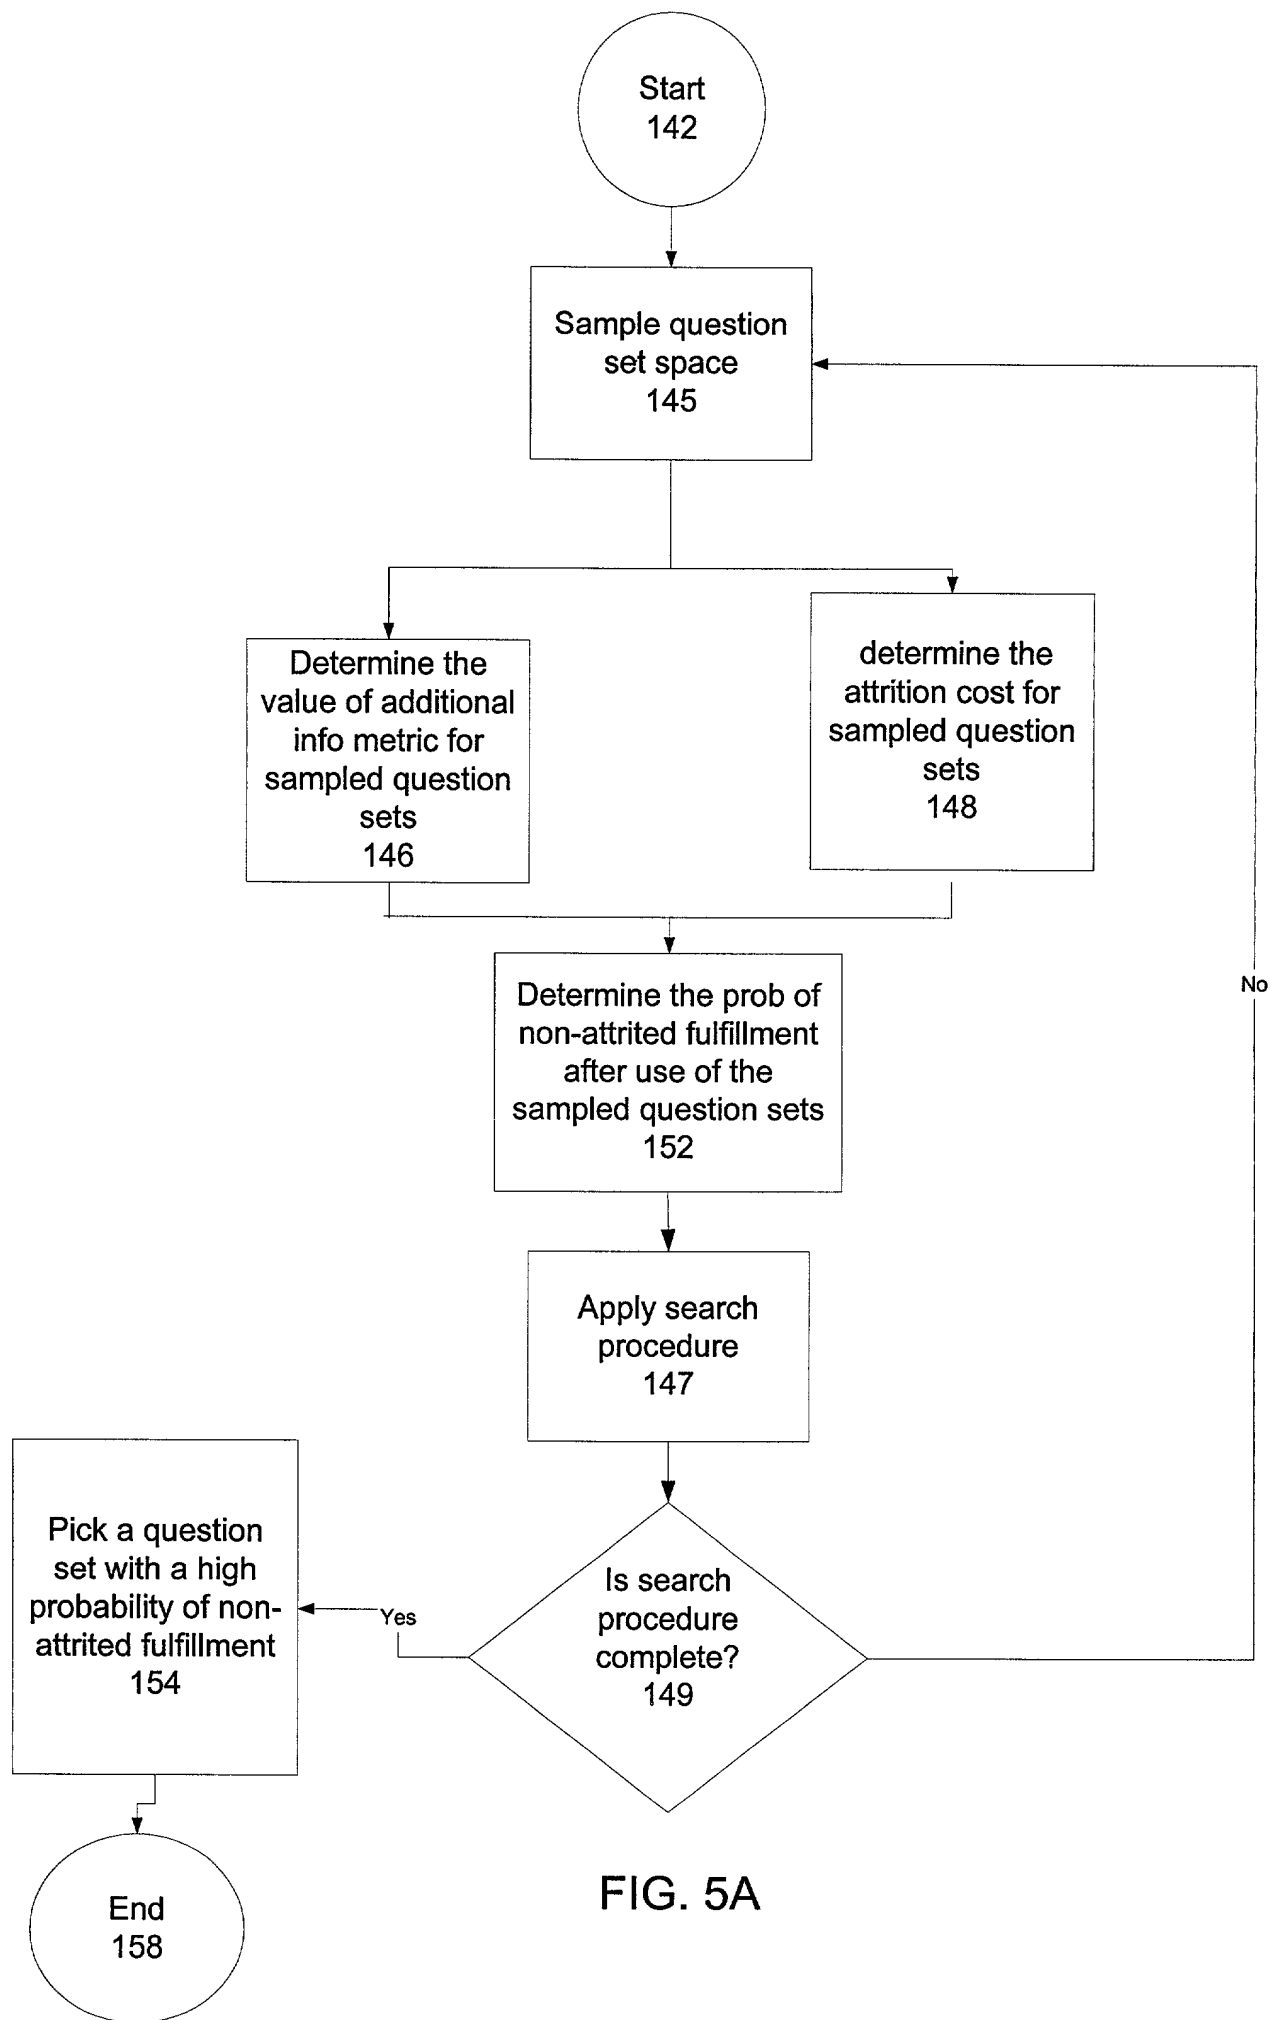 Start
142
Sample question
set space
145
Determine the
value of additional
info metric for
sampled question
sets
146
determine the
attrition cost for
sampled question
sets
148
Determine the prob of
non-attrited fulfillment
after use of the
sampled question sets
152
No
Apply search
procedure
147
Is search
procedure
complete?
149
Yes
Pick a question
set with a high
probability of non-
attrited fulfillment
154
End
158
FIG. 5A